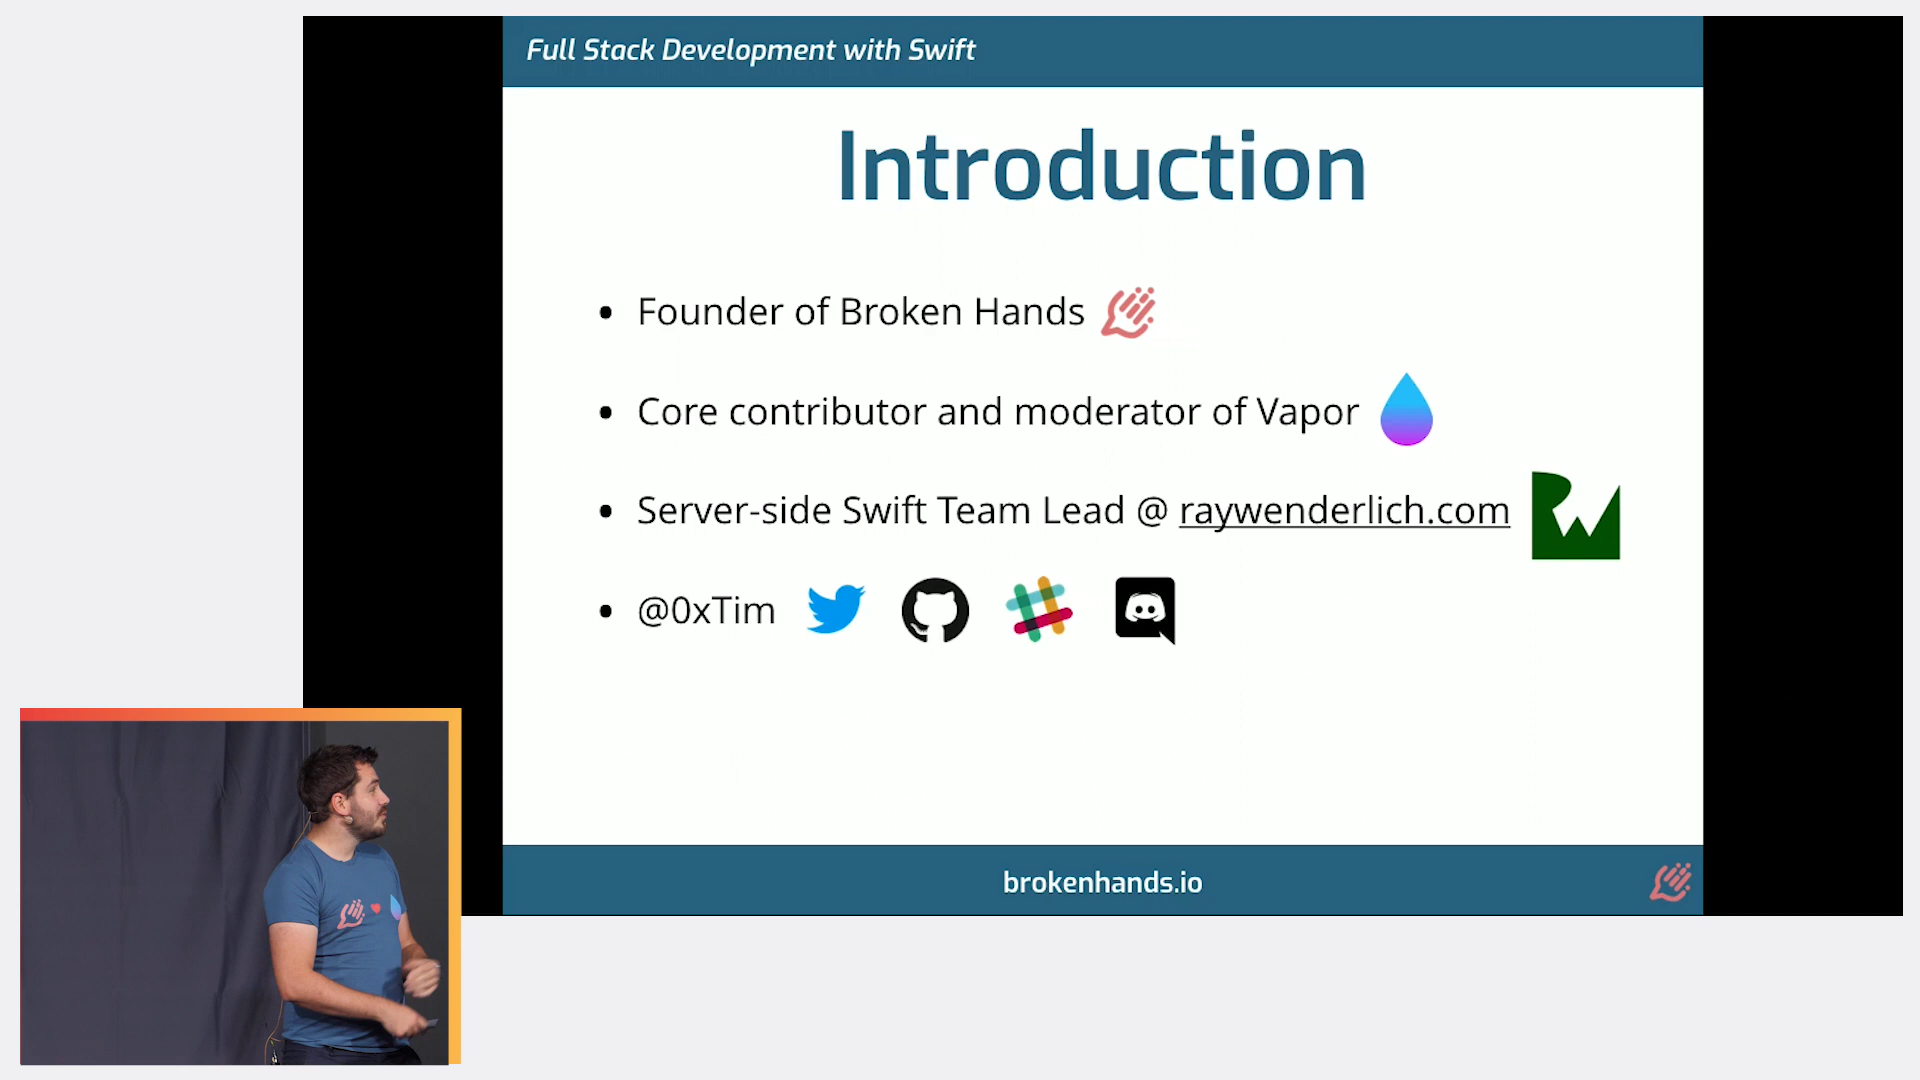 Full Stack Development with Swift
Introduction
• Founder of Broken Hands
• Core contributor and moderator of Vapor
• Server-side Swift Team Lead @ raywenderlich.com
• @0xTim
brokenhands.io